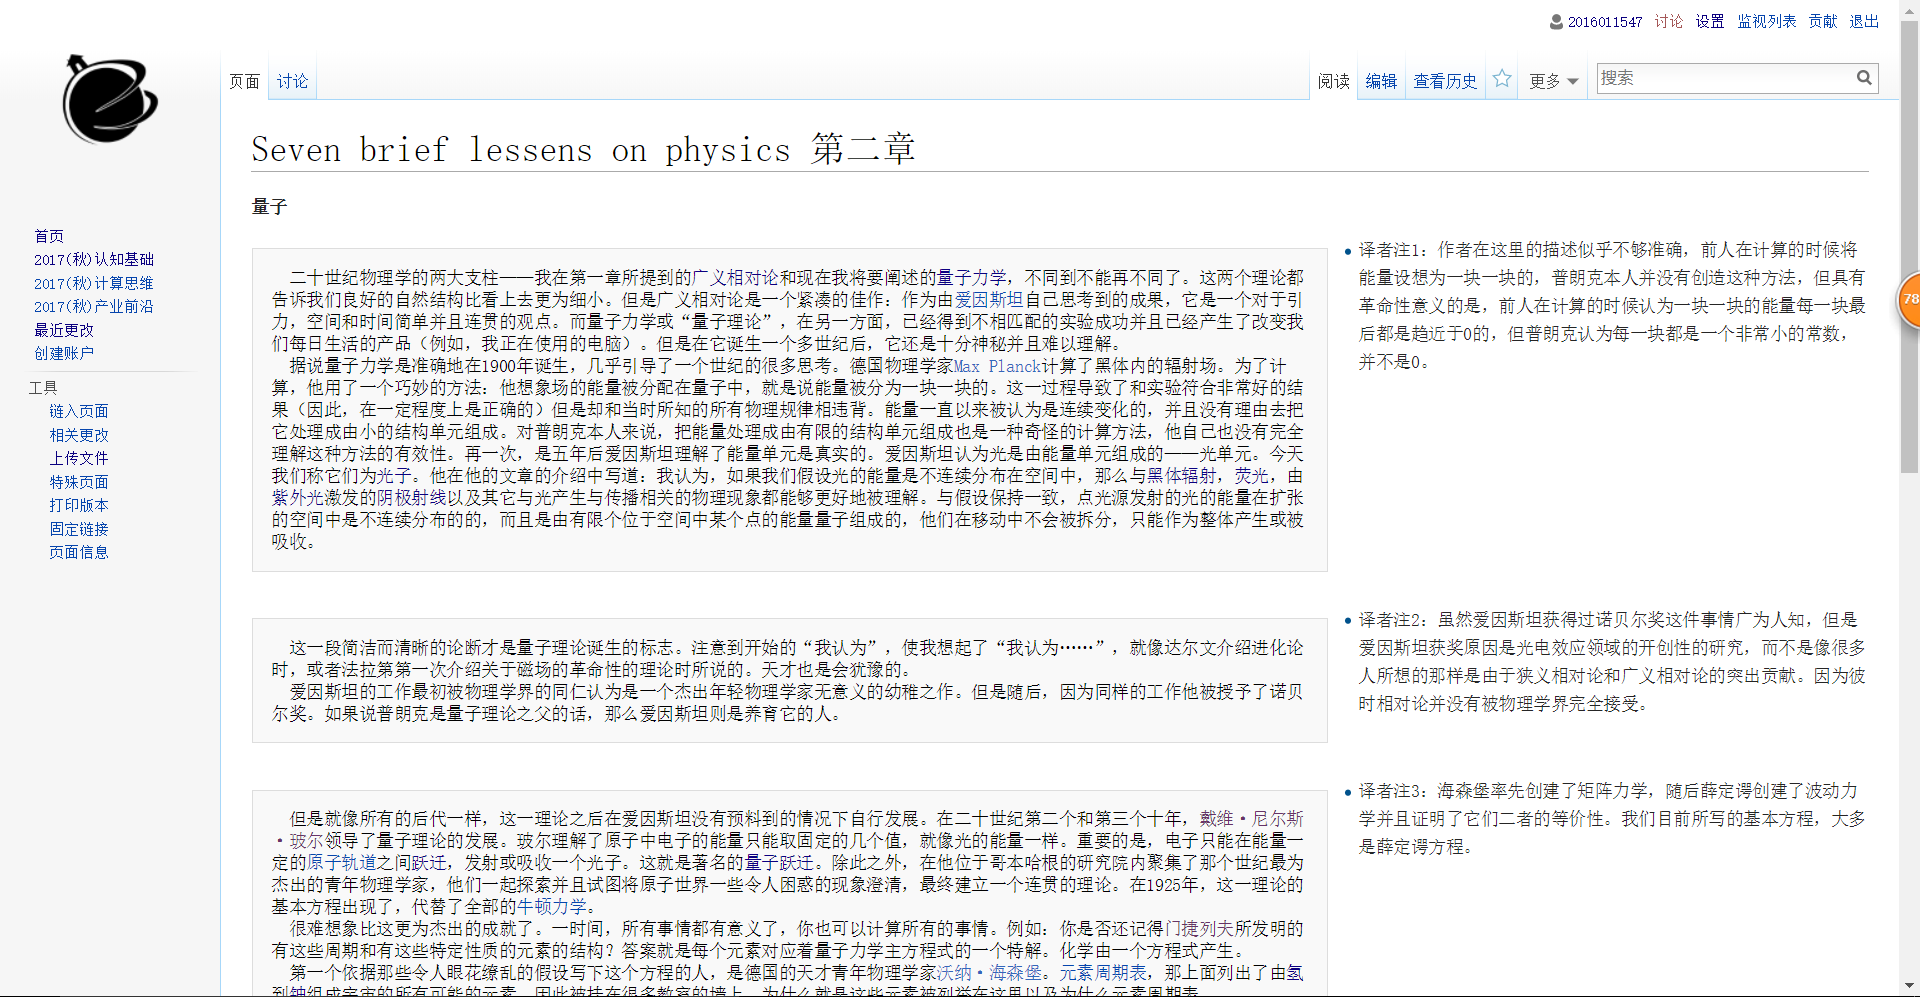 2016011547 讨论 设置 监视列表 贡献 退出
页面 讨论 阅读 编辑 查看历史 更多 搜索
Seven brief lessens on physics 第二章
量子
首页
2017(秋)认知基础
2017(秋)计算思维
2017(秋)产业前沿
最近更改
创建账户
工具
链入页面
相关更改
上传文件
特殊页面
打印版本
固定链接
页面信息
二十世纪物理学的两大支柱——我在第一章所提到的广义相对论和现在我将要阐述的量子力学，不同到不能再不同了。这两个理论都
告诉我们良好的自然结构比看上去更为细小。但是广义相对论是一个紧凑的佳作：作为由爱因斯坦自己思考到的成果，它是一个对于引
力，空间和时间简单并且连贯的观点。而量子力学或“量子理论”，在另一方面，已经得到不相匹配的实验成功并且已经产生了改变我
们每日生活的产品（例如，我正在使用的电脑）。但是在它诞生一个多世纪后，它还是十分神秘并且难以理解。
据说量子力学是准确地在1900年诞生，几乎引导了一个世纪的很多思考。德国物理学家Max Planck计算了黑体内的辐射场。为了计
算，他用了一个巧妙的方法：他想象场的能量被分配在量子中，就是说能量被分为一块一块的。这一过程导致了和实验符合非常好的结
果（因此，在一定程度上是正确的）但是却和当时所知的所有物理规律相违背。能量一直以来被认为是连续变化的，并且没有理由去把
它处理成由小的结构单元组成。对普朗克本人来说，把能量处理成由有限的结构单元组成也是一种奇怪的计算方法，他自己也没有完全
理解这种方法的有效性。再一次，是五年后爱因斯坦理解了能量单元是真实的。爱因斯坦认为光是由能量单元组成的——光单元。今天
我们称它们为光子。他在他的文章的介绍中写道：我认为，如果我们假设光的能量是不连续分布在空间中，那么与黑体辐射，荧光，由
紫外光激发的阴极射线以及其它与光产生与传播相关的物理现象都能够更好地被理解。与假设保持一致，点光源发射的光的能量在扩张
的空间中是不连续分布的的，而且是由有限个位于空间中某个点的能量量子组成的，他们在移动中不会被拆分，只能作为整体产生或被
吸收。
译者注1：作者在这里的描述似乎不够准确，前人在计算的时候将
能量设想为一块一块的，普朗克本人并没有创造这种方法，但具有
革命性意义的是，前人在计算的时候认为一块一块的能量每一块最
后都是趋近于0的，但普朗克认为每一块都是一个非常小的常数，
并不是0。
78
这一段简洁而清晰的论断才是量子理论诞生的标志。注意到开始的“我认为”，使我想起了“我认为……”，就像达尔文介绍进化论
时，或者法拉第第一次介绍关于磁场的革命性的理论时所说的。天才也是会犹豫的。
爱因斯坦的工作最初被物理学界的同仁认为是一个杰出年轻物理学家无意义的幼稚之作。但是随后，因为同样的工作他被授予了诺贝
尔奖。如果说普朗克是量子理论之父的话，那么爱因斯坦则是养育它的人。
译者注2：虽然爱因斯坦获得过诺贝尔奖这件事情广为人知，但是
爱因斯坦获奖原因是光电效应领域的开创性的研究，而不是像很多
人所想的那样是由于狭义相对论和广义相对论的突出贡献。因为彼
时相对论并没有被物理学界完全接受。
但是就像所有的后代一样，这一理论之后在爱因斯坦没有预料到的情况下自行发展。在二十世纪第二个和第三个十年，戴维·尼尔斯
·玻尔领导了量子理论的发展。玻尔理解了原子中电子的能量只能取固定的几个值，就像光的能量一样。重要的是，电子只能在能量一
定的原子轨道之间跃迁，发射或吸收一个光子。这就是著名的量子跃迁。除此之外，在他位于哥本哈根的研究院内聚集了那个世纪最为
杰出的青年物理学家，他们一起探索并且试图将原子世界一些令人困惑的现象澄清，最终建立一个连贯的理论。在1925年，这一理论的
基本方程出现了，代替了全部的牛顿力学。
很难想象比这更为杰出的成就了。一时间，所有事情都有意义了，你也可以计算所有的事情。例如：你是否还记得门捷列夫所发明的
有这些周期和有这些特定性质的元素的结构？答案就是每个元素对应着量子力学主方程式的一个特解。化学由一个方程式产生。
第一个依据那些令人眼花缭乱的假设写下这个方程的人，是德国的天才青年物理学家沃纳·海森堡。元素周期表，那上面列出了由氢
到铀组成宇宙的所有可能的元素，因此被挂在很多教室的墙上，为什么就是这些元素被列举在这里以及为什么元素周期表
译者注3：海森堡率先创建了矩阵力学，随后薛定谔创建了波动力
学并且证明了它们二者的等价性。我们目前所写的基本方程，大多
是薛定谔方程。